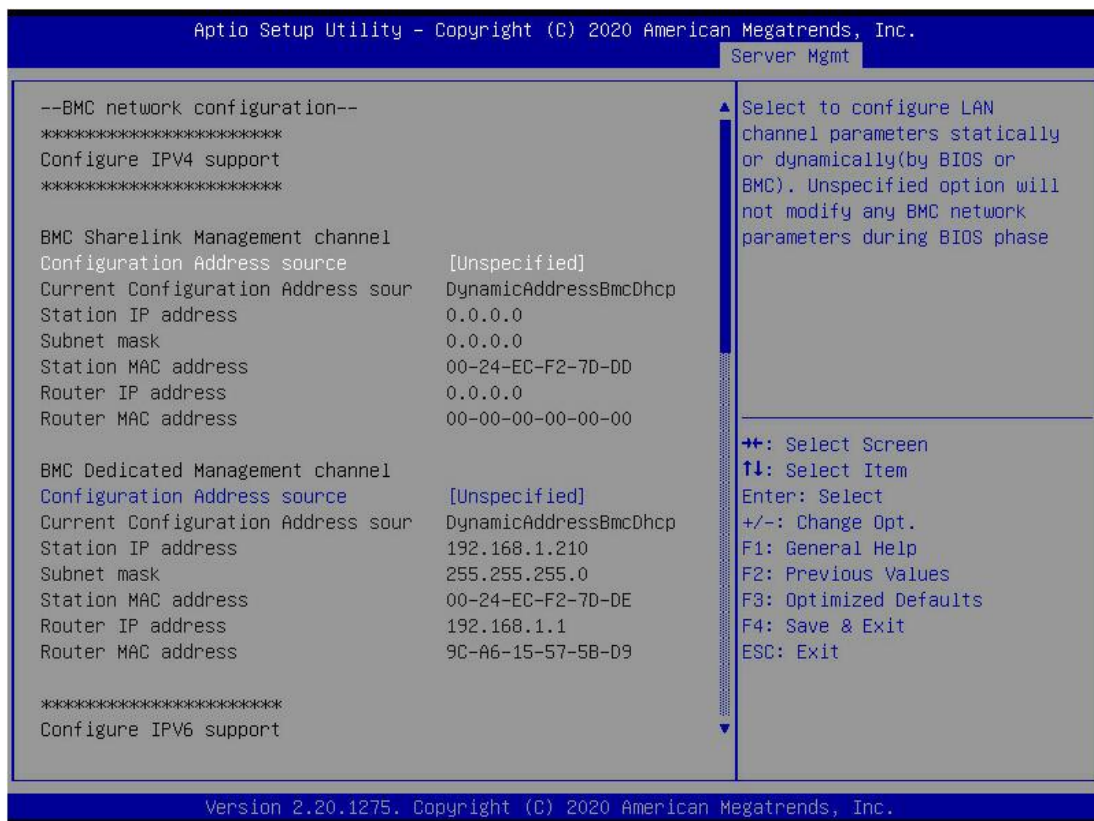 Aptio Setup Utility – Copyright (C) 2020 American Megatrends, Inc.
Server Mgmt
--BMC network configuration--
***********************
Configure IPV4 support
***********************
BMC Sharelink Management channel
Configuration Address source [Unspecified]
Current Configuration Address sour DynamicAddressBmcDhcp
Station IP address 0.0.0.0
Subnet mask 0.0.0.0
Station MAC address 00-24-EC-F2-7D-DD
Router IP address 0.0.0.0
Router MAC address 00-00-00-00-00-00
BMC Dedicated Management channel
Configuration Address source [Unspecified]
Current Configuration Address sour DynamicAddressBmcDhcp
Station IP address 192.168.1.210
Subnet mask 255.255.255.0
Station MAC address 00-24-EC-F2-7D-DE
Router IP address 192.168.1.1
Router MAC address 9C-A6-15-57-5B-D9
***********************
Configure IPV6 support
Select to configure LAN
channel parameters statically
or dynamically(by BIOS or
BMC). Unspecified option will
not modify any BMC network
parameters during BIOS phase
→←: Select Screen
↑↓: Select Item
Enter: Select
+/-: Change Opt.
F1: General Help
F2: Previous Values
F3: Optimized Defaults
F4: Save & Exit
ESC: Exit
Version 2.20.1275. Copyright (C) 2020 American Megatrends, Inc.